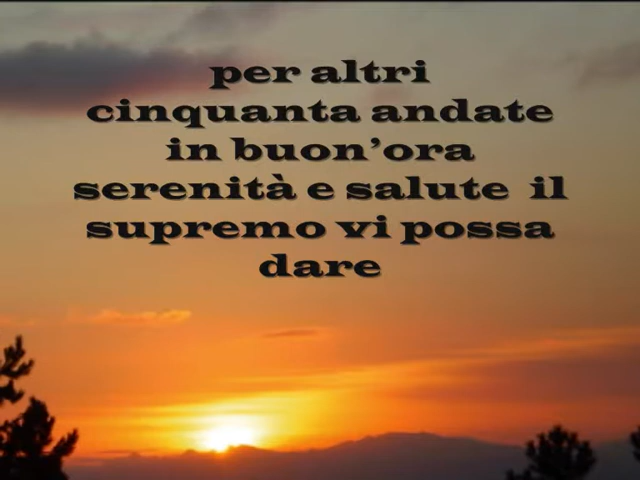 per altri
cinquanta andate
in buon'ora
serenità e salute il
supremo vi possa
dare